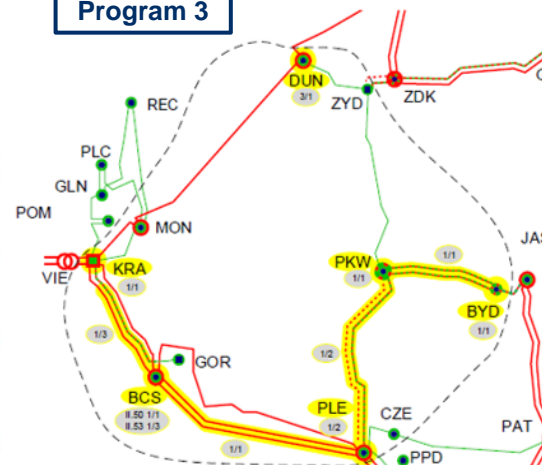 Program 3
DUN
3/1
ZYD
ZDK
REC
PLC
GLN
POM
MON
VIE
KRA
1/1
PKW
1/1
1/1
BYD
1/1
JAS
1/3
GOR
1/2
BCS
II.50 1/1
II.53 1/3
1/1
PLE
1/2
CZE
PAT
PPD